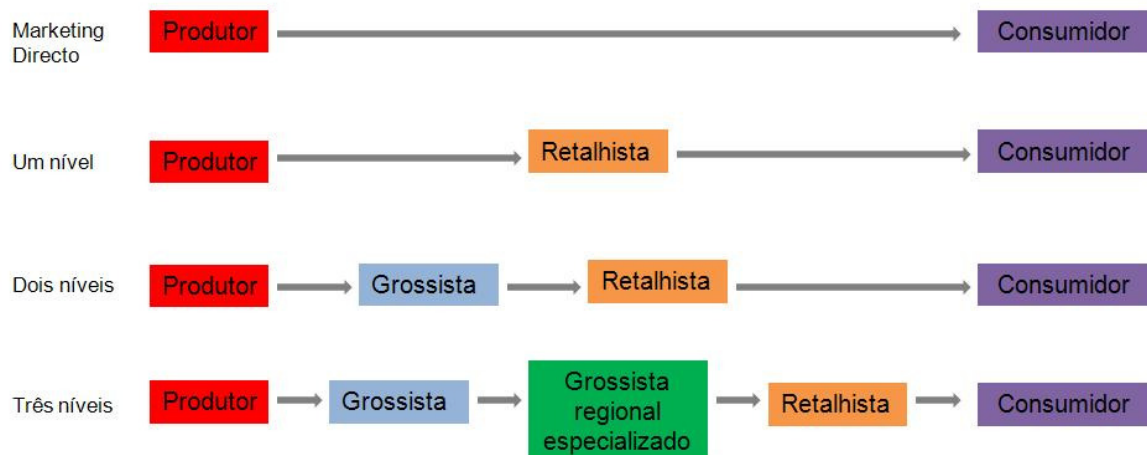 Marketing
Directo
Produtor
Consumidor
Um nível
Produtor
Retalhista
Consumidor
Dois níveis
Produtor
Grossista
Retalhista
Consumidor
Três níveis
Produtor
Grossista
Grossista
regional
especializado
Retalhista
Consumidor